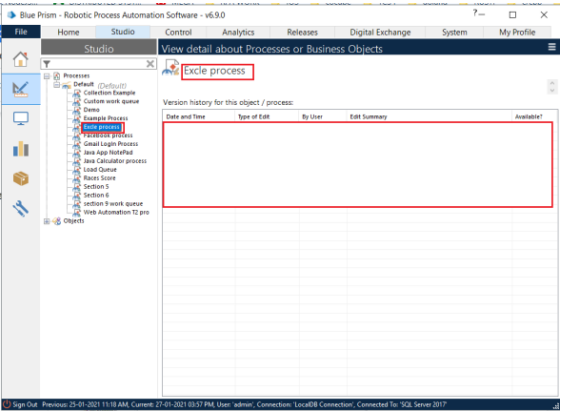 Blue Prism - Robotic Process Automation Software - v6.9.0
File Home Studio Control Analytics Releases Digital Exchange System My Profile
Studio
View detail about Processes or Business Objects
Excle process
Processes
Default (Default)
Collection Example
Custom work queue
Demo
Example Process
Excle process
Facebook process
Gmail Login Process
Java App NotePad
Java Calculator process
Load Queue
Races Score
Section 5
Section 6
section 9 work queue
Web Automation T2 pro
Objects
Version history for this object / process:
Date and Time Type of Edit By User Edit Summary Available?
Sign Out Previous: 25-01-2021 11:18 AM, Current: 27-01-2021 03:57 PM, User: 'admin', Connection: 'LocalDB Connection', Connected To: 'SQL Server 2017'